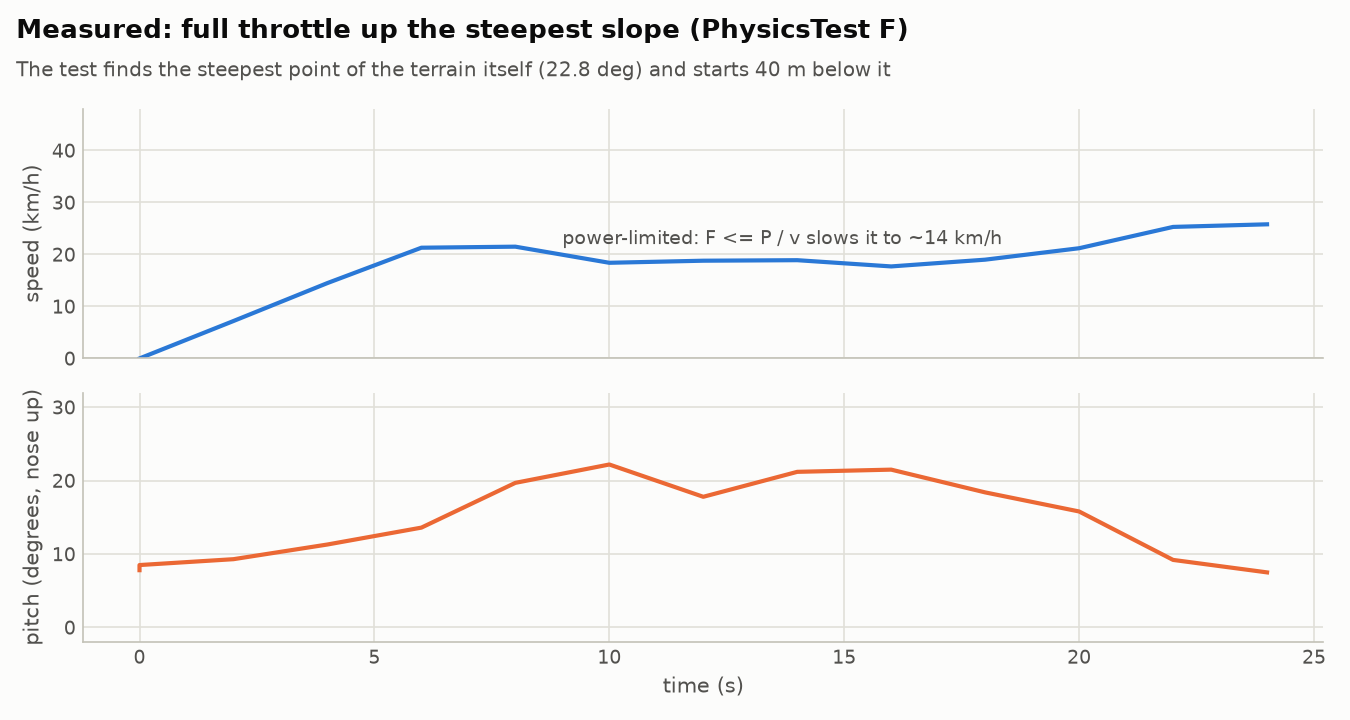 Measured: full throttle up the steepest slope (PhysicsTest F)
The test finds the steepest point of the terrain itself (22.8 deg) and starts 40 m below it
speed (km/h)
40
30
20
10
0
power-limited: F <= P / v slows it to ~14 km/h
pitch (degrees, nose up)
30
20
10
0
0 5 10 15 20 25
time (s)